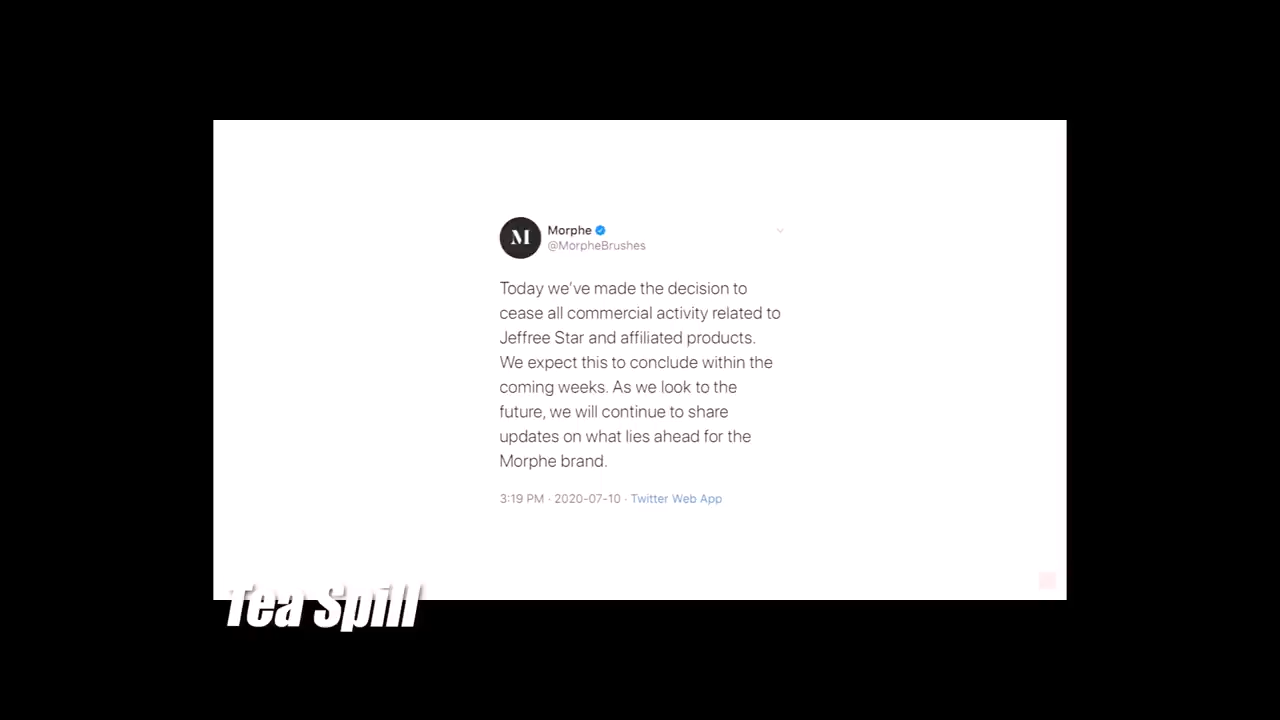 M
Morphe
@MorpheBrushes
Today we've made the decision to
cease all commercial activity related to
Jeffree Star and affiliated products.
We expect this to conclude within the
coming weeks. As we look to the
future, we will continue to share
updates on what lies ahead for the
Morphe brand.
3:19 PM · 2020-07-10 · Twitter Web App
Tea Spill